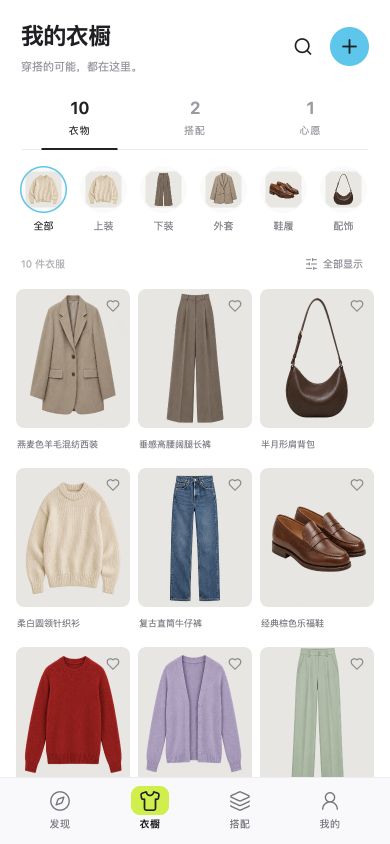 我的衣橱
穿搭的可能，都在这里。
10
2
1
衣物
搭配
心愿
全部
上装
下装
外套
鞋履
配饰
10 件衣服
全部显示
燕麦色羊毛混纺西装
垂感高腰阔腿长裤
半月形肩背包
柔白圆领针织衫
复古直筒牛仔裤
经典棕色乐福鞋
发现
衣橱
搭配
我的